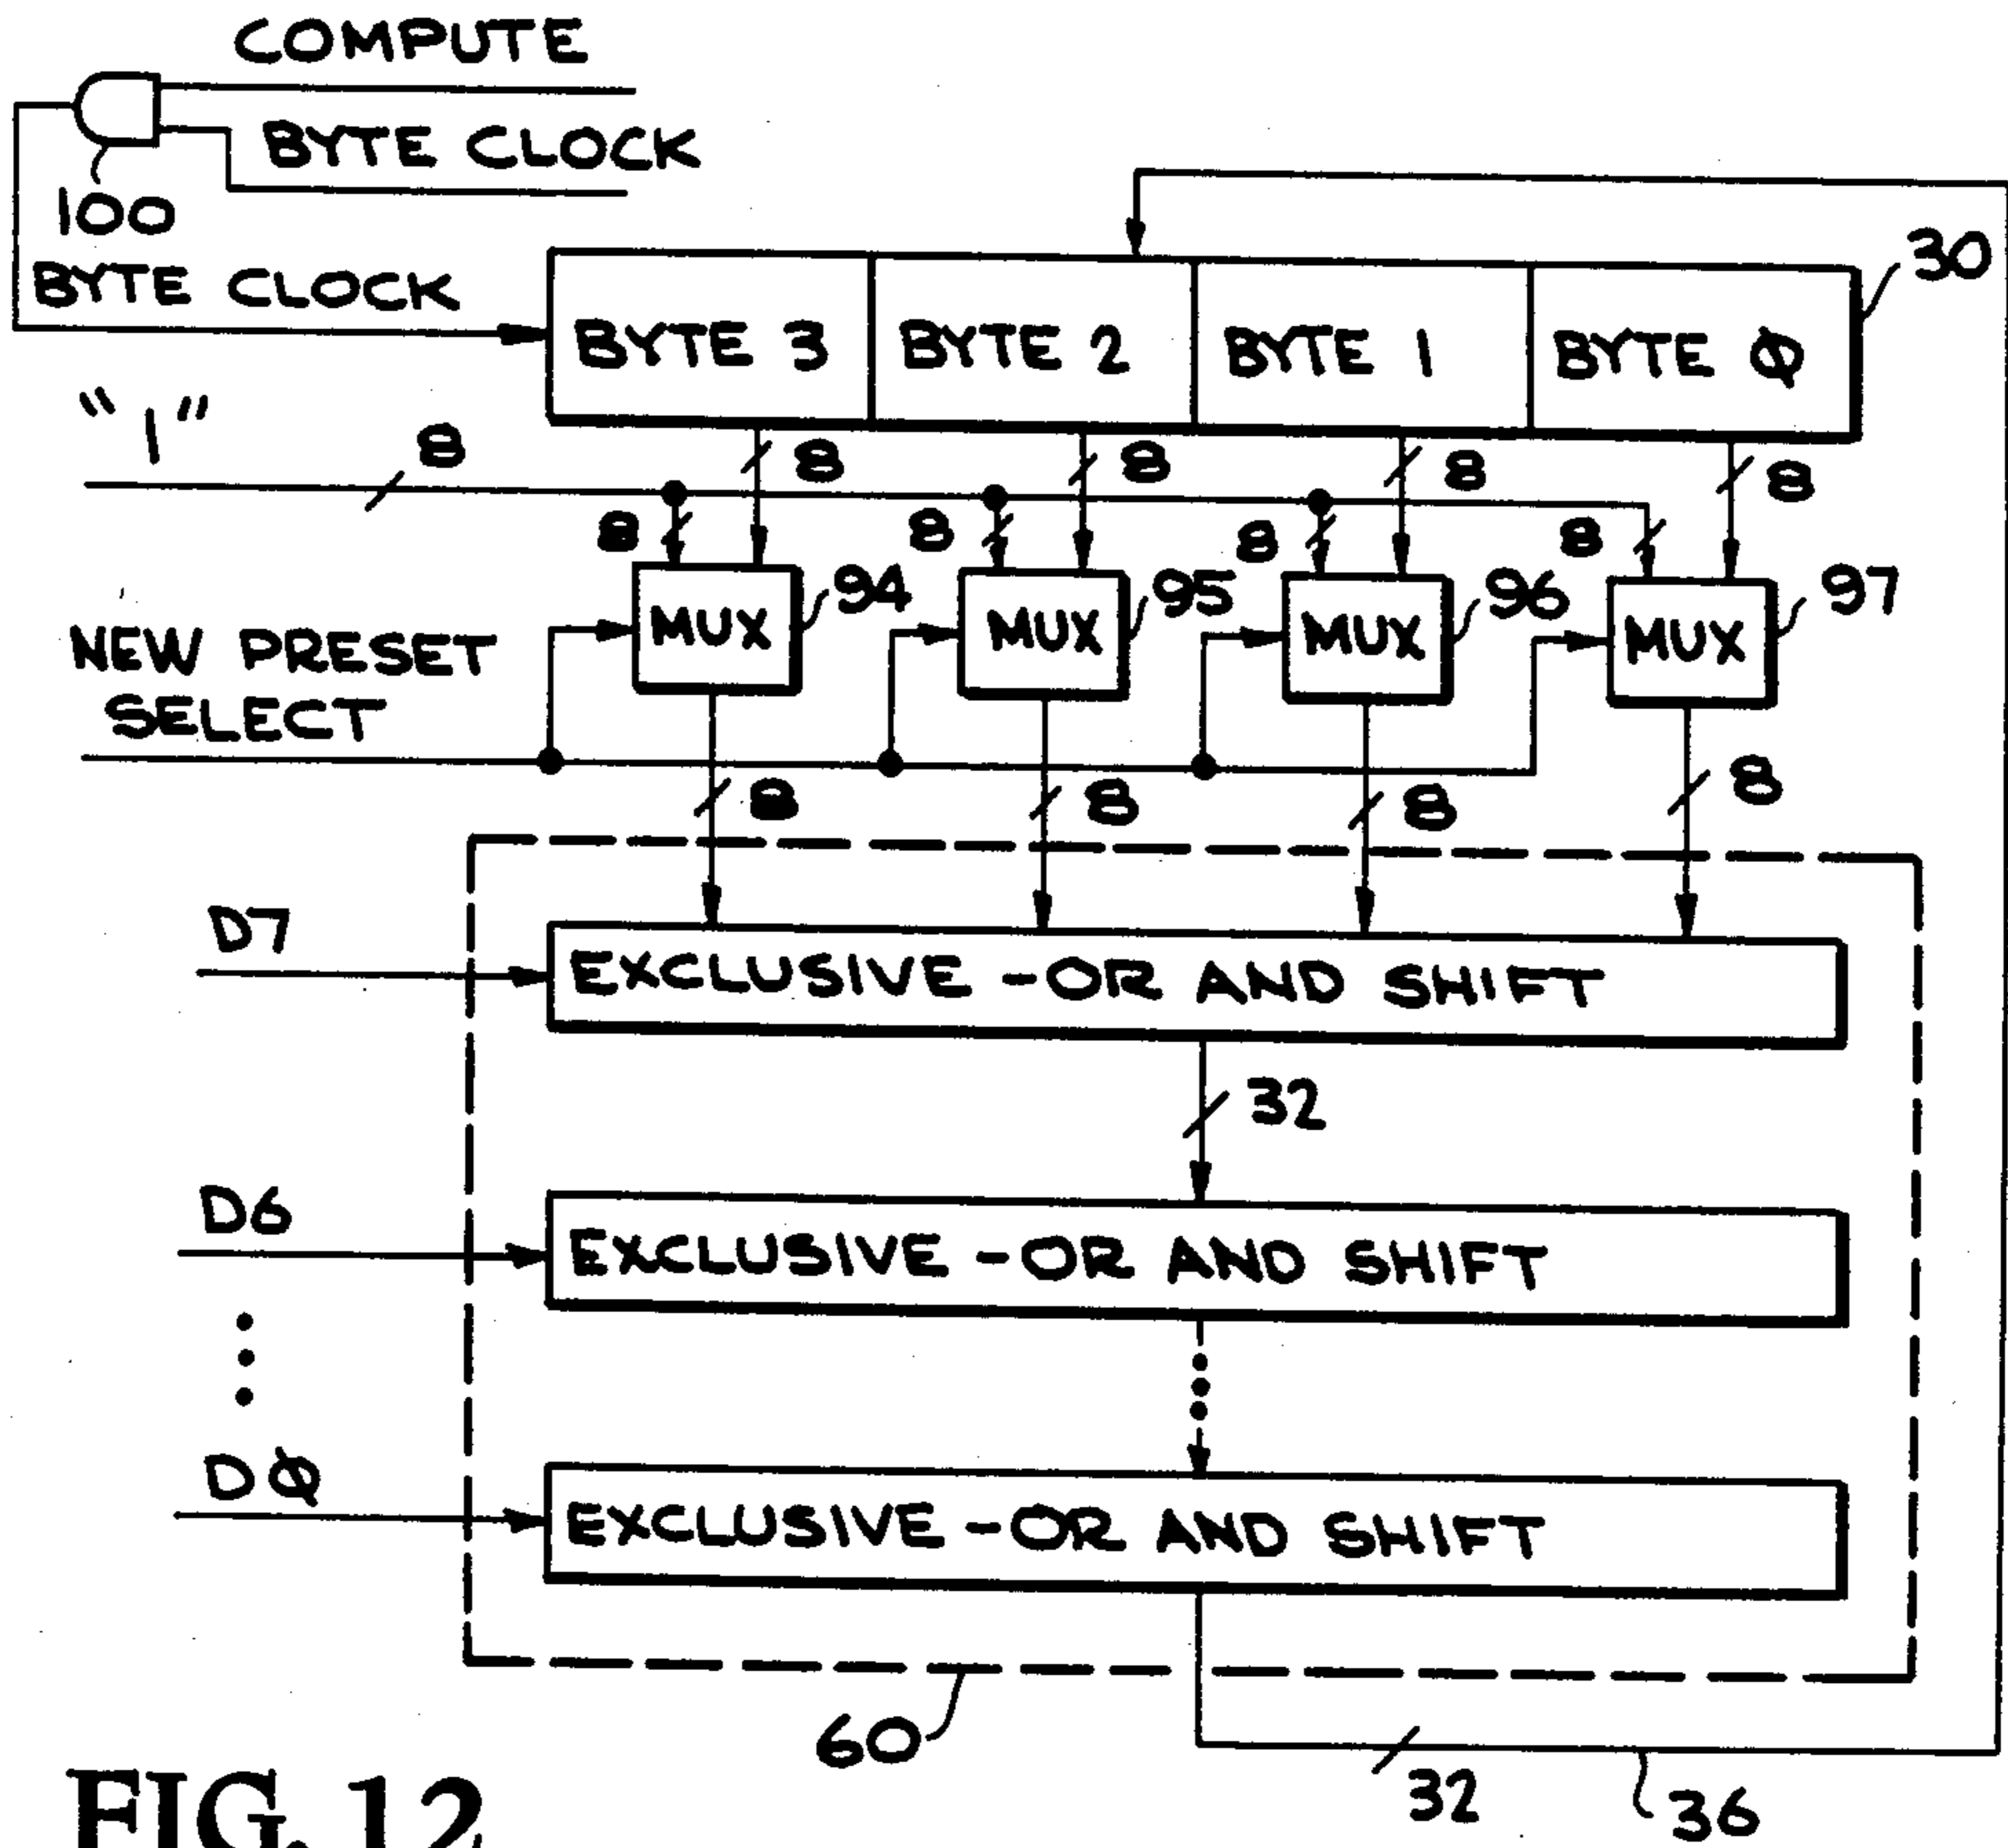 COMPUTE
BYTE CLOCK
100
BYTE CLOCK
30
BYTE 3 BYTE 2 BYTE 1 BYTE Φ
"1"
8 8 8 8 8
8 8 8 8
MUX 94 MUX 95 MUX 96 MUX 97
NEW PRESET
SELECT
8 8 8 8
D7
EXCLUSIVE -OR AND SHIFT
32
D6
EXCLUSIVE -OR AND SHIFT
DΦ
EXCLUSIVE -OR AND SHIFT
60
32 36
FIG. 12